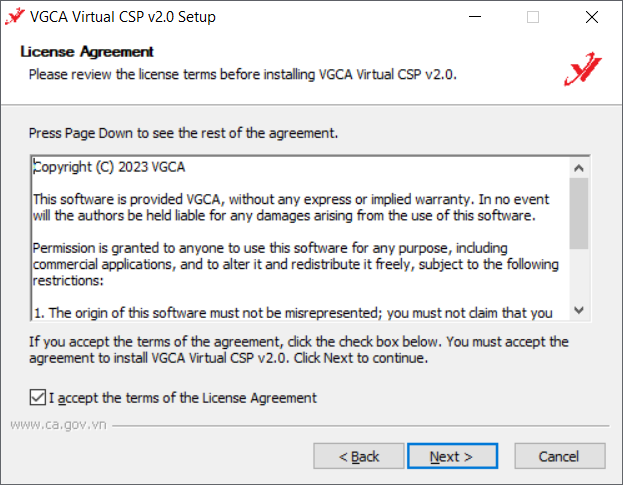 VGCA Virtual CSP v2.0 Setup
License Agreement
Please review the license terms before installing VGCA Virtual CSP v2.0.
Press Page Down to see the rest of the agreement.
Copyright (C) 2023 VGCA
This software is provided VGCA, without any express or implied warranty. In no event
will the authors be held liable for any damages arising from the use of this software.
Permission is granted to anyone to use this software for any purpose, including
commercial applications, and to alter it and redistribute it freely, subject to the following
restrictions:
1. The origin of this software must not be misrepresented; you must not claim that you
If you accept the terms of the agreement, click the check box below. You must accept the
agreement to install VGCA Virtual CSP v2.0. Click Next to continue.
I accept the terms of the License Agreement
www.ca.gov.vn
< Back
Next >
Cancel